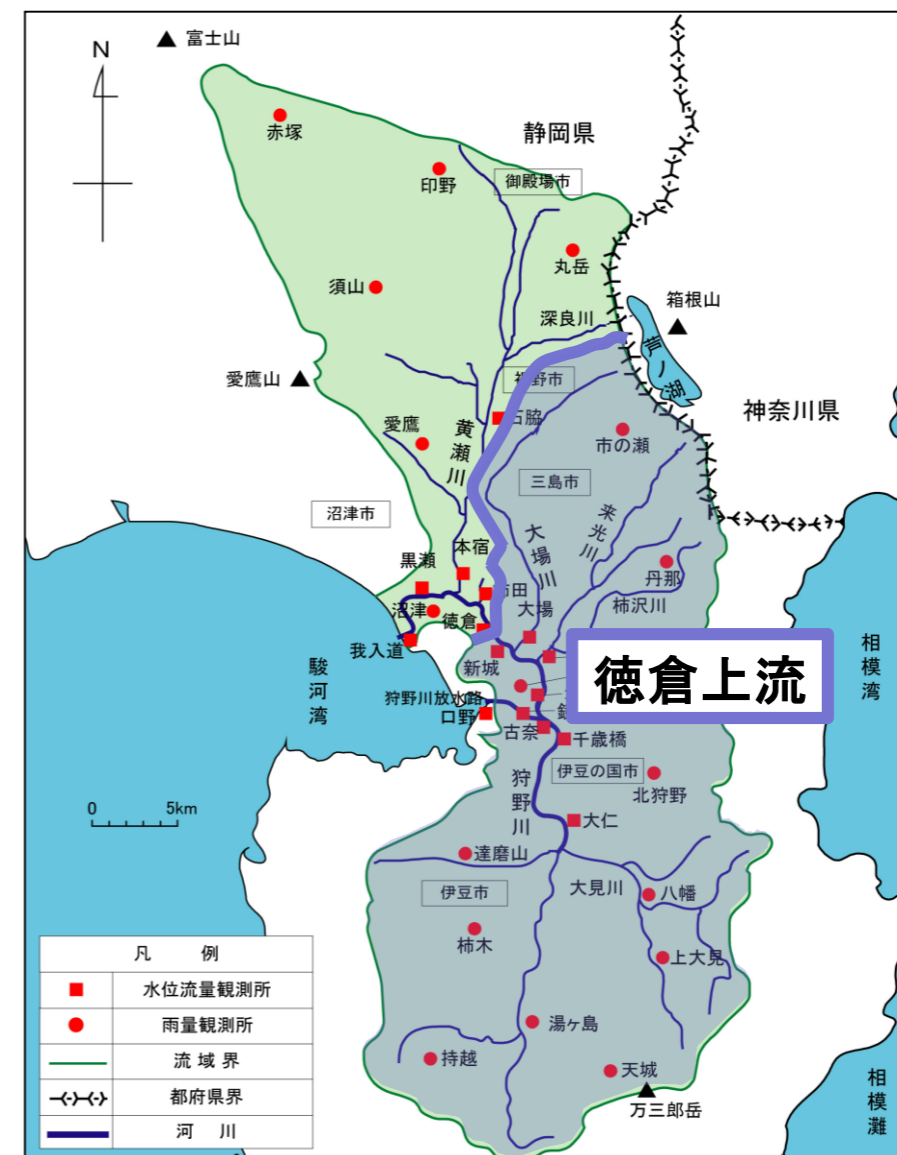 富士山
N
赤塚
静岡県
印野
御殿場市
丸岳
須山
箱根山
深良川
芦ノ湖
愛鷹山
裾野市
神奈川県
石脇
愛鷹
黄瀬川
市の瀬
三島市
沼津市
来光川
大場川
本宿
黒瀬
丹那
大場
柿沢川
沼津
徳倉
我入道
新城
徳倉上流
相模湾
駿河湾
狩野川放水路
口野
古奈
千歳橋
伊豆の国市
狩野川
北狩野
0 5km
大仁
達磨山
大見川
八幡
伊豆市
柿木
上大見
凡 例
水位流量観測所
雨量観測所
流域界
都府県界
河 川
湯ヶ島
持越
天城
万三郎岳
相模灘